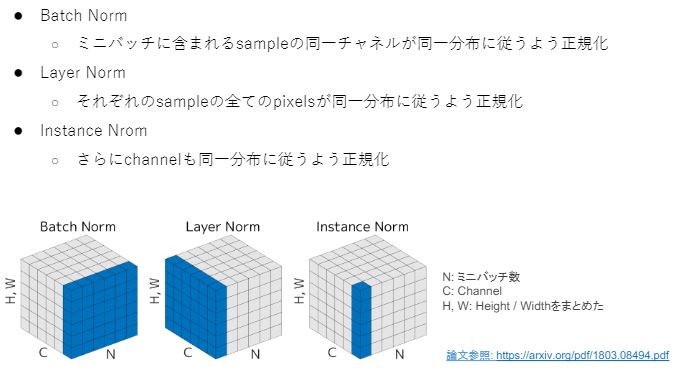 ● Batch Norm
○ ミニバッチに含まれるsampleの同一チャネルが同一分布に従うよう正規化
● Layer Norm
○ それぞれのsampleの全てのpixelsが同一分布に従うよう正規化
● Instance Nrom
○ さらにchannelも同一分布に従うよう正規化
Batch Norm
Layer Norm
Instance Norm
H, W
C
N
H, W
C
N
H, W
C
N
N: ミニバッチ数
C: Channel
H, W: Height / Widthをまとめた
論文参照: https://arxiv.org/pdf/1803.08494.pdf